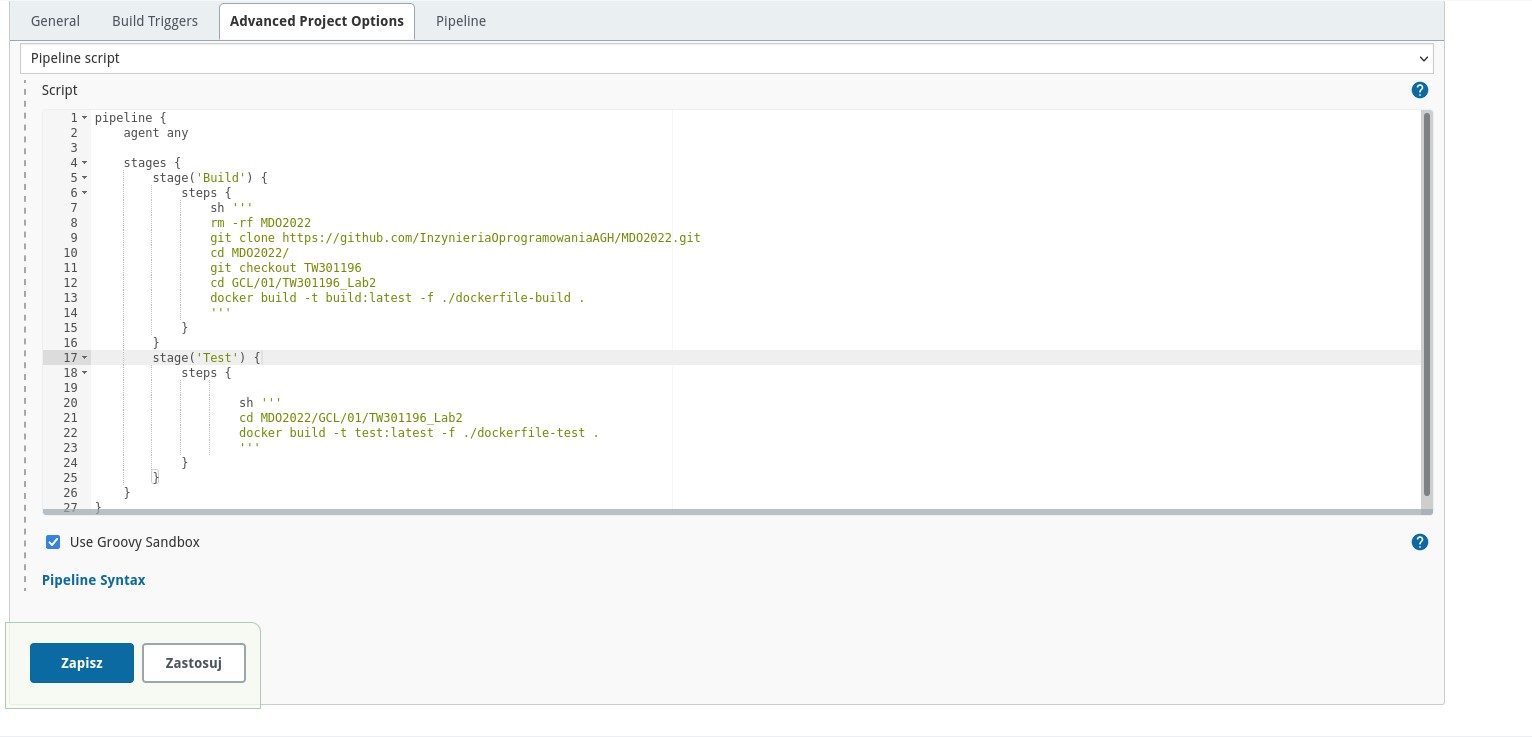 General Build Triggers Advanced Project Options Pipeline
Pipeline script
Script ?
1 pipeline {
2     agent any
3
4     stages {
5         stage('Build') {
6             steps {
7                 sh '''
8                 rm -rf MDO2022
9                 git clone https://github.com/InzynieriaOprogramowaniaAGH/MDO2022.git
10                 cd MDO2022/
11                 git checkout TW301196
12                 cd GCL/01/TW301196_Lab2
13                 docker build -t build:latest -f ./dockerfile-build .
14                 '''
15             }
16         }
17         stage('Test') {
18             steps {
19
20                     sh '''
21                     cd MDO2022/GCL/01/TW301196_Lab2
22                     docker build -t test:latest -f ./dockerfile-test .
23                     '''
24             }
25         }
26     }
27 }
Use Groovy Sandbox ?
Pipeline Syntax
Zapisz Zastosuj